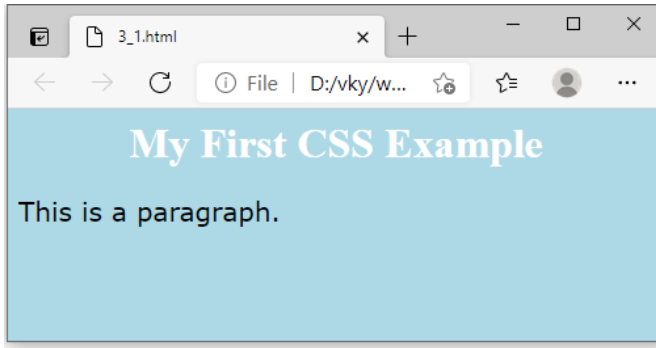 3_1.html
File | D:/vky/w...
My First CSS Example
This is a paragraph.